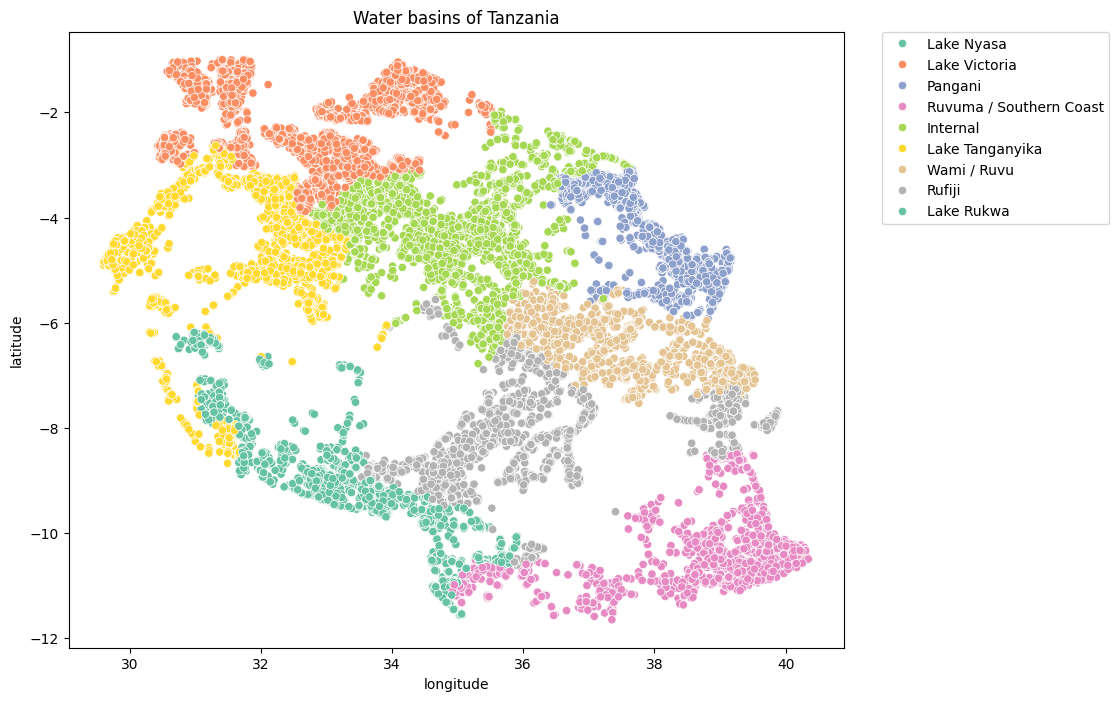 Water basins of Tanzania
Lake Nyasa
Lake Victoria
Pangani
Ruvuma / Southern Coast
Internal
Lake Tanganyika
Wami / Ruvu
Rufiji
Lake Rukwa
latitude
−2
−4
−6
−8
−10
−12
30
32
34
36
38
40
longitude